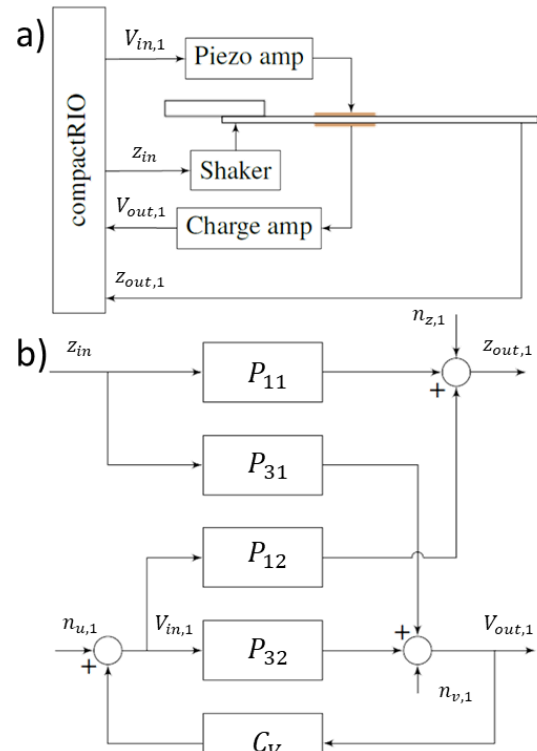 a)
V_{in,1}
Piezo amp
compactRIO
z_{in}
Shaker
V_{out,1}
Charge amp
z_{out,1}
b)
n_{z,1}
z_{in}
z_{out,1}
P_{11}
+
P_{31}
P_{12}
n_{u,1}
V_{in,1}
+
P_{32}
+
V_{out,1}
n_{v,1}
C_V